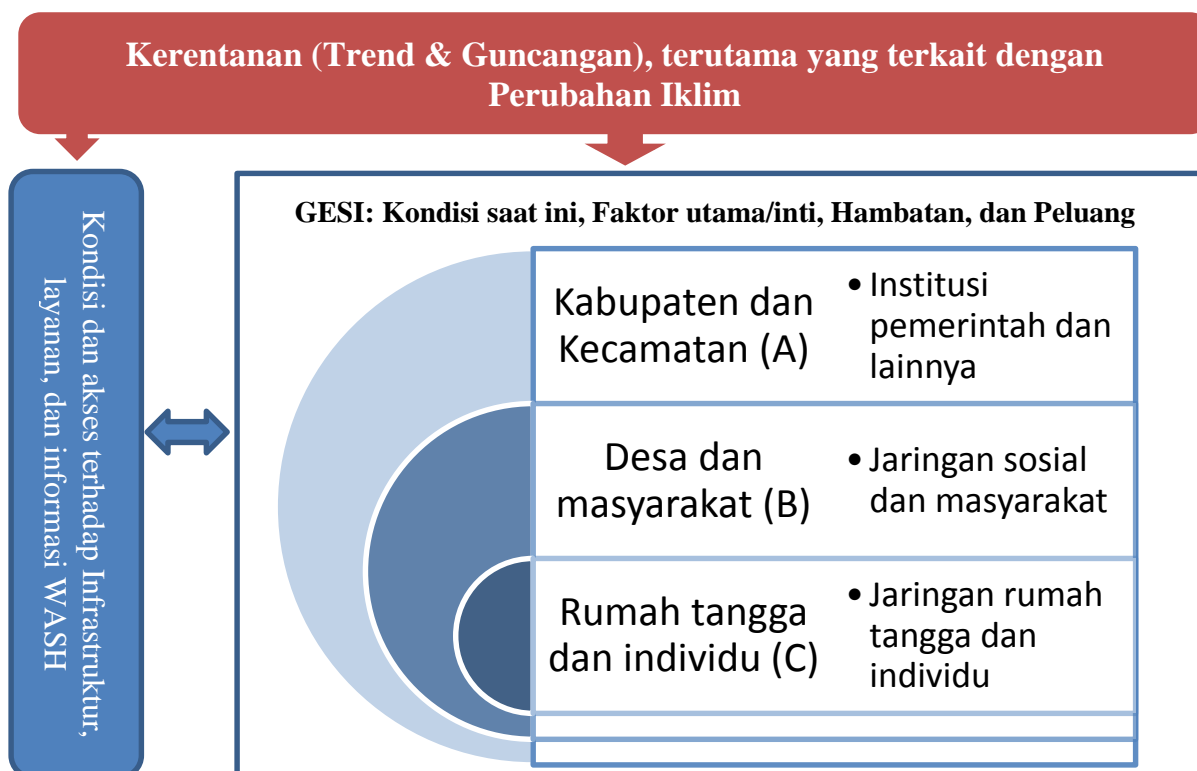 Kerentanan (Trend & Guncangan), terutama yang terkait dengan
Perubahan Iklim
Kondisi dan akses terhadap Infrastruktur,
layanan, dan informasi WASH
GESI: Kondisi saat ini, Faktor utama/inti, Hambatan, dan Peluang
Kabupaten dan
Kecamatan (A)
• Institusi
pemerintah dan
lainnya
Desa dan
masyarakat (B)
• Jaringan sosial
dan masyarakat
Rumah tangga
dan individu (C)
• Jaringan rumah
tangga dan
individu